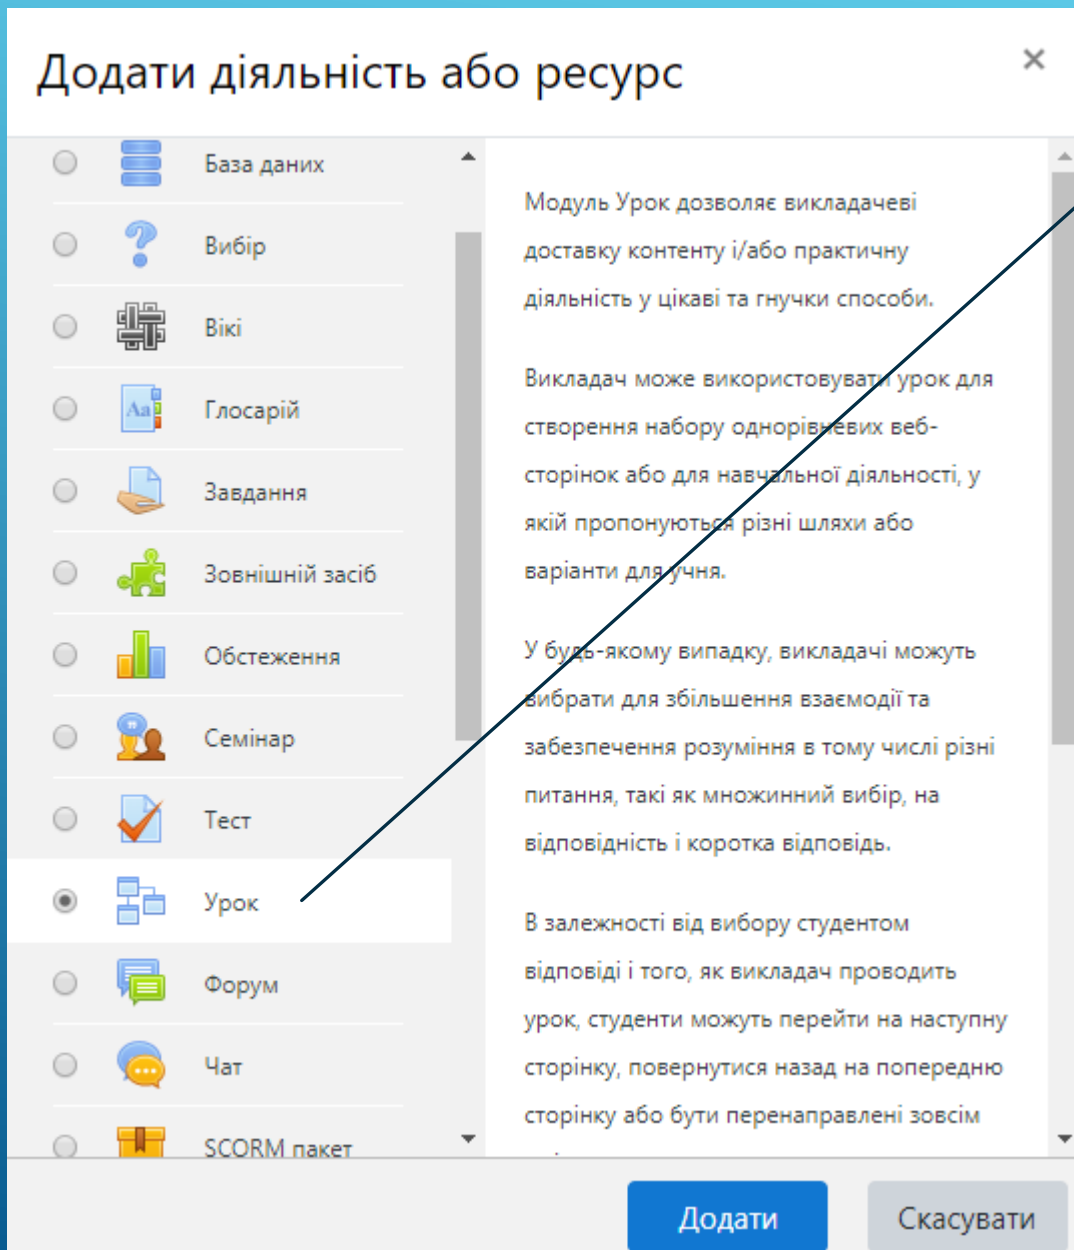 Додати діяльність або ресурс
База даних
Вибір
Вікі
Глосарій
Завдання
Зовнішній засіб
Обстеження
Семінар
Тест
Урок
Форум
Чат
SCORM пакет
Модуль Урок дозволяє викладачеві
доставку контенту і/або практичну
діяльність у цікаві та гнучки способи.
Викладач може використовувати урок для
створення набору однорівневих веб-
сторінок або для навчальної діяльності, у
якій пропонуються різні шляхи або
варіанти для учня.
У будь-якому випадку, викладачі можуть
вибрати для збільшення взаємодії та
забезпечення розуміння в тому числі різні
питання, такі як множинний вибір, на
відповідність і коротка відповідь.
В залежності від вибору студентом
відповіді і того, як викладач проводить
урок, студенти можуть перейти на наступну
сторінку, повернутися назад на попередню
сторінку або бути перенаправлені зовсім
Додати
Скасувати